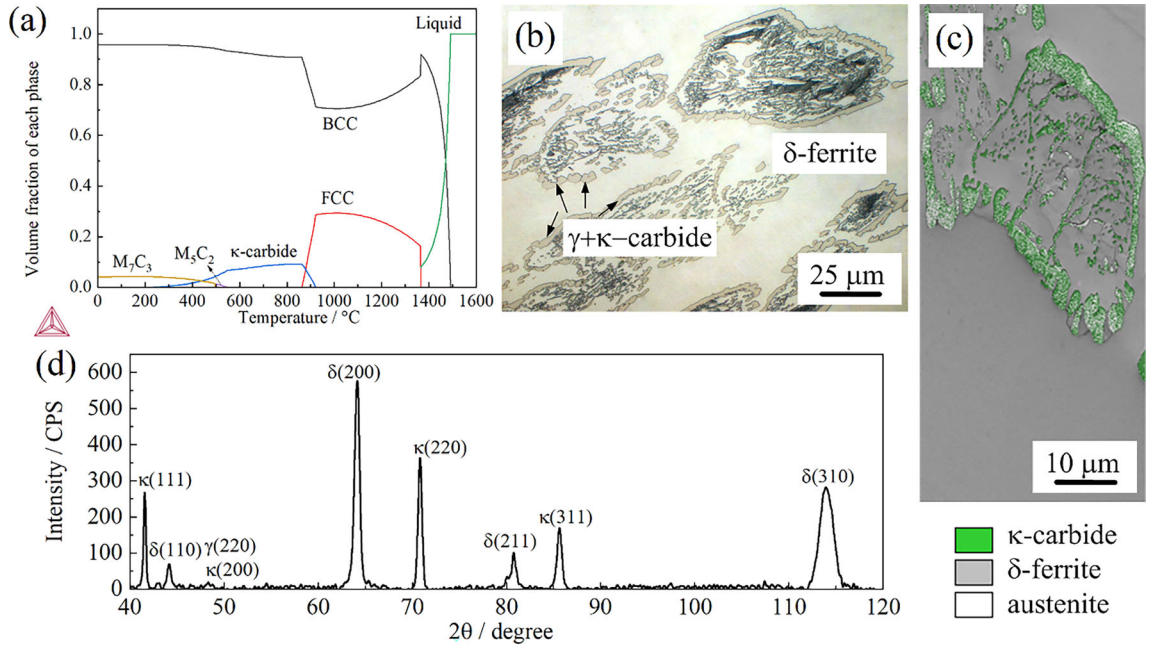 (a)
Liquid
1.0
0.8
0.6
0.4
0.2
0.0
Volume fraction of each phase
BCC
FCC
M7C3
M5C2
κ-carbide
0 200 400 600 800 1000 1200 1400 1600
Temperature / °C
(b)
δ-ferrite
γ+κ−carbide
25 μm
(c)
10 μm
κ-carbide
δ-ferrite
austenite
(d)
600
500
400
300
200
100
0
Intensity / CPS
κ(111)
δ(110)
γ(220)
κ(200)
δ(200)
κ(220)
δ(211)
κ(311)
δ(310)
40 50 60 70 80 90 100 110 120
2θ / degree